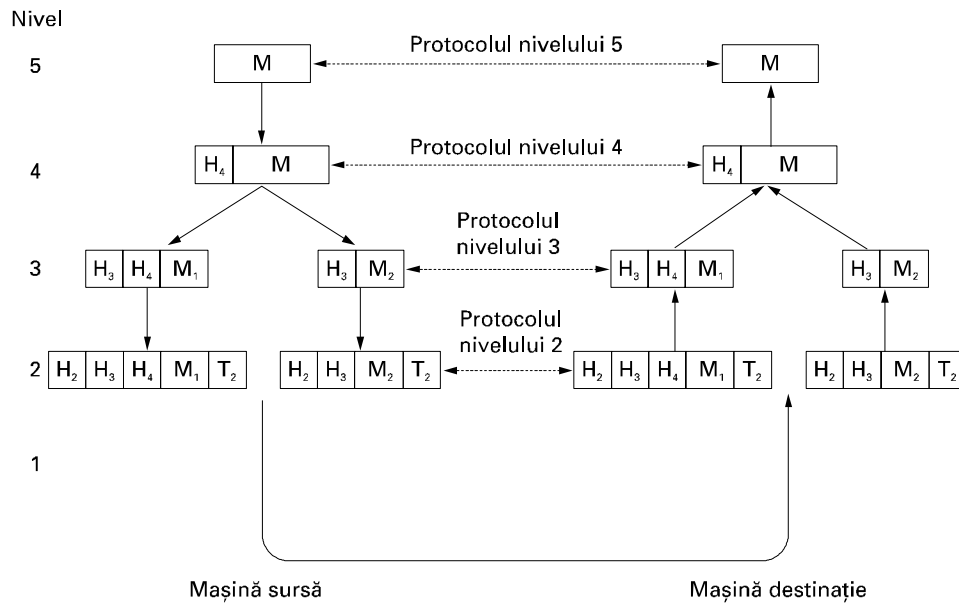 Nivel
5 M Protocolul nivelului 5 M
4 H₄ M Protocolul nivelului 4 H₄ M
Protocolul
nivelului 3
3 H₃ H₄ M₁ H₃ M₂ H₃ H₄ M₁ H₃ M₂
Protocolul
nivelului 2
2 H₂ H₃ H₄ M₁ T₂ H₂ H₃ M₂ T₂ H₂ H₃ H₄ M₁ T₂ H₂ H₃ M₂ T₂
1
Mașină sursă Mașină destinație